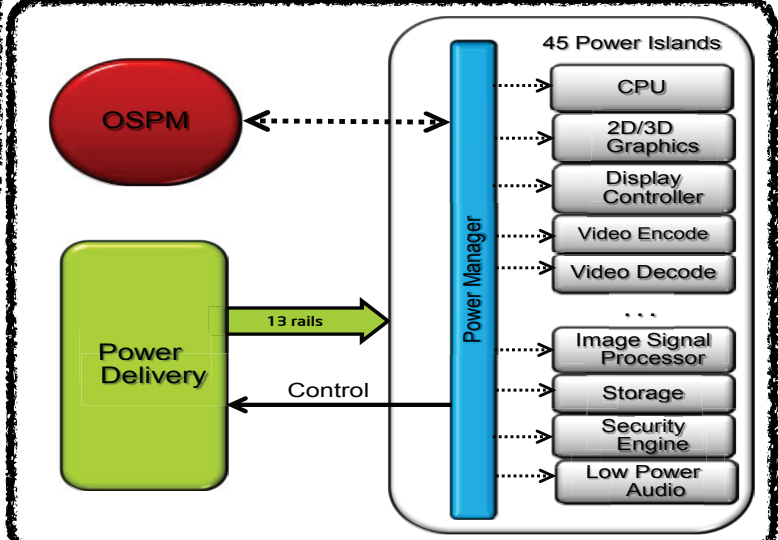 45 Power Islands
OSPM
Power Manager
CPU
2D/3D
Graphics
Display
Controller
Video Encode
Video Decode
...
Image Signal
Processor
Storage
Security
Engine
Low Power
Audio
13 rails
Power
Delivery
Control